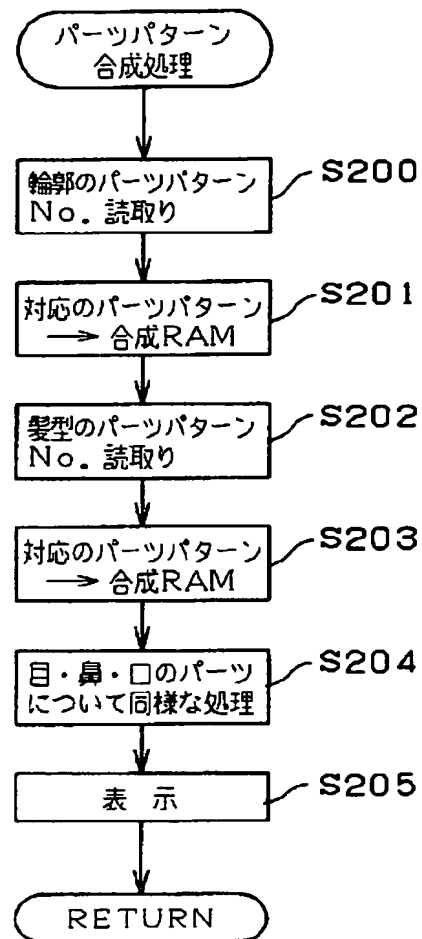 パーツパターン
合成処理
輪郭のパーツパターン
No. 読取り
S200
対応のパーツパターン
→ 合成RAM
S201
髪型のパーツパターン
No. 読取り
S202
対応のパーツパターン
→ 合成RAM
S203
目・鼻・口のパーツ
について同様な処理
S204
表 示
S205
RETURN